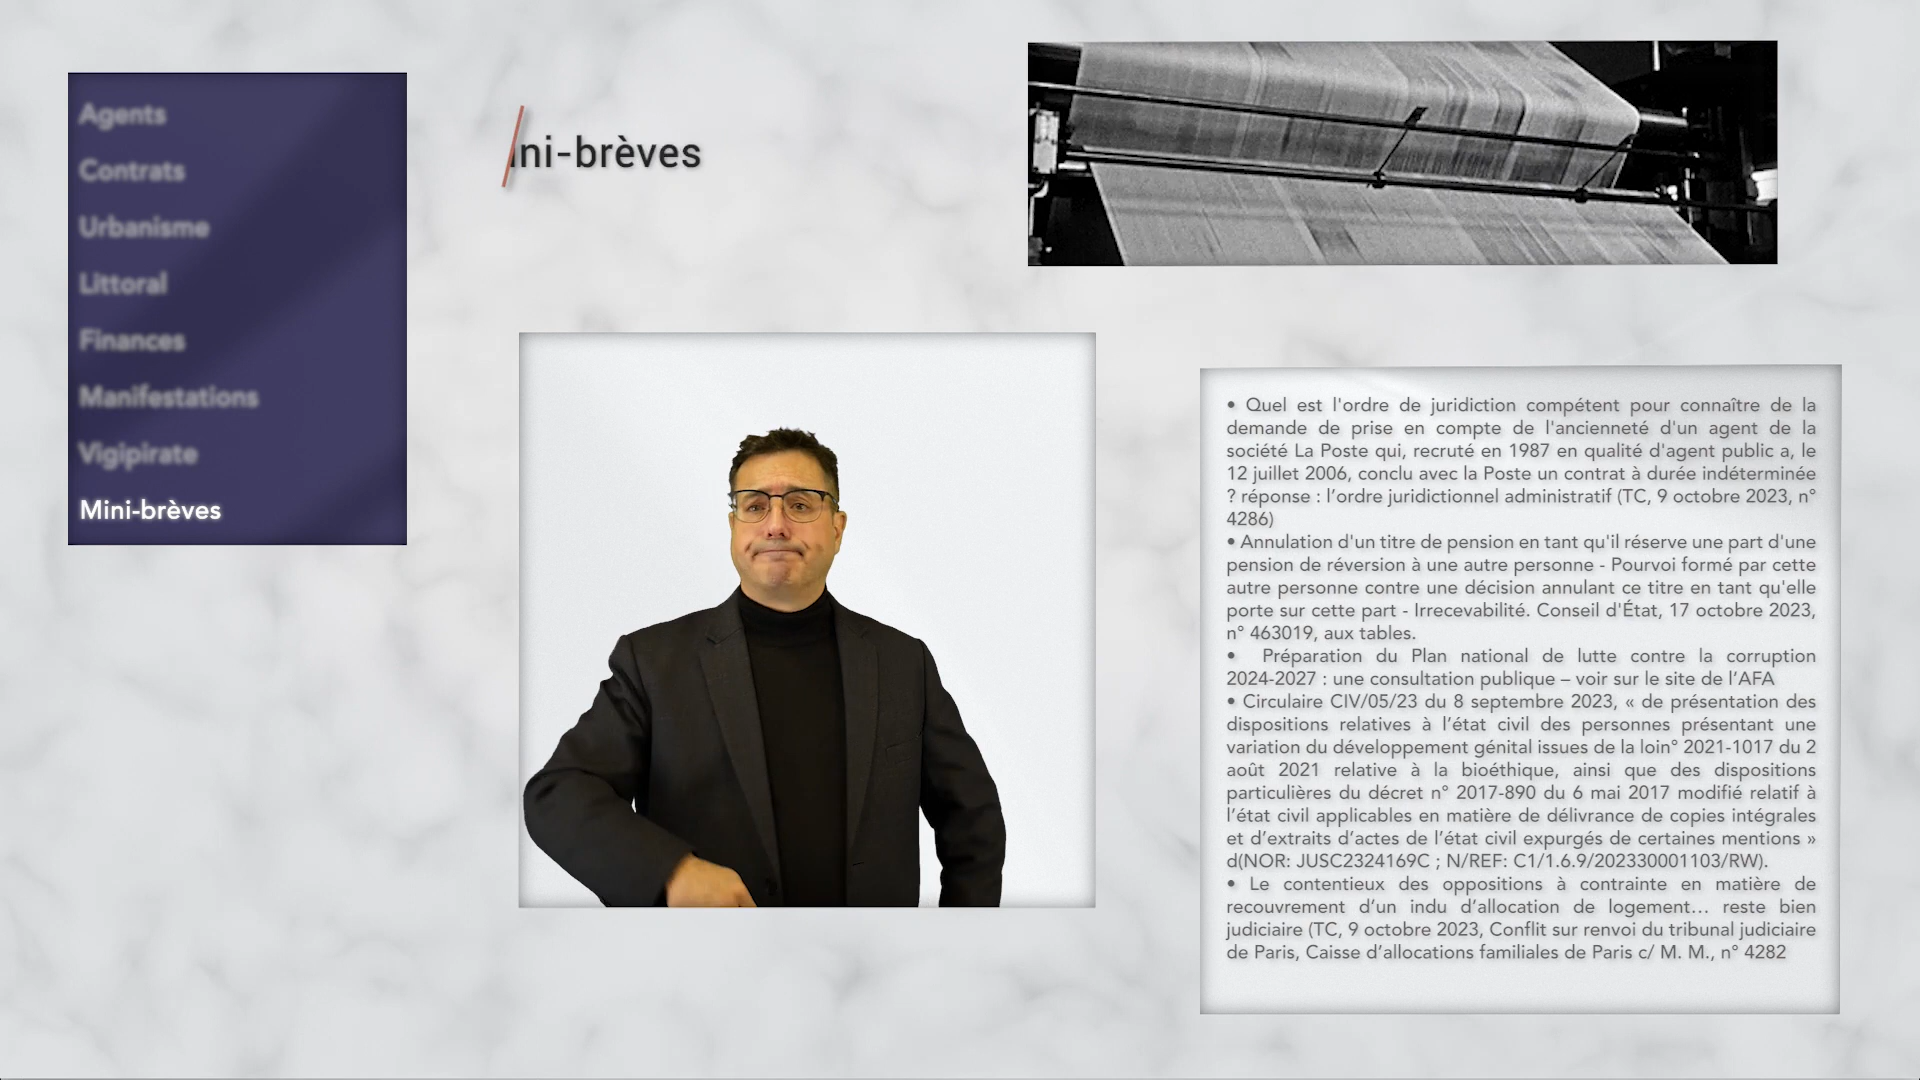 Agents
Contrats
Urbanisme
Littoral
Finances
Manifestations
Vigipirate
Mini-brèves
ni-brèves
• Quel est l'ordre de juridiction compétent pour connaître de la
demande de prise en compte de l'ancienneté d'un agent de la
société La Poste qui, recruté en 1987 en qualité d'agent public a, le
12 juillet 2006, conclu avec la Poste un contrat à durée indéterminée
? réponse : l’ordre juridictionnel administratif (TC, 9 octobre 2023, n°
4286)
• Annulation d'un titre de pension en tant qu'il réserve une part d'une
pension de réversion à une autre personne - Pourvoi formé par cette
autre personne contre une décision annulant ce titre en tant qu'elle
porte sur cette part - Irrecevabilité. Conseil d'État, 17 octobre 2023,
n° 463019, aux tables.
• Préparation du Plan national de lutte contre la corruption
2024-2027 : une consultation publique – voir sur le site de l’AFA
• Circulaire CIV/05/23 du 8 septembre 2023, « de présentation des
dispositions relatives à l’état civil des personnes présentant une
variation du développement génital issues de la loin° 2021-1017 du 2
août 2021 relative à la bioéthique, ainsi que des dispositions
particulières du décret n° 2017-890 du 6 mai 2017 modifié relatif à
l’état civil applicables en matière de délivrance de copies intégrales
et d’extraits d’actes de l’état civil expurgés de certaines mentions »
d(NOR: JUSC2324169C ; N/REF: C1/1.6.9/202330001103/RW).
• Le contentieux des oppositions à contrainte en matière de
recouvrement d’un indu d’allocation de logement… reste bien
judiciaire (TC, 9 octobre 2023, Conflit sur renvoi du tribunal judiciaire
de Paris, Caisse d’allocations familiales de Paris c/ M. M., n° 4282